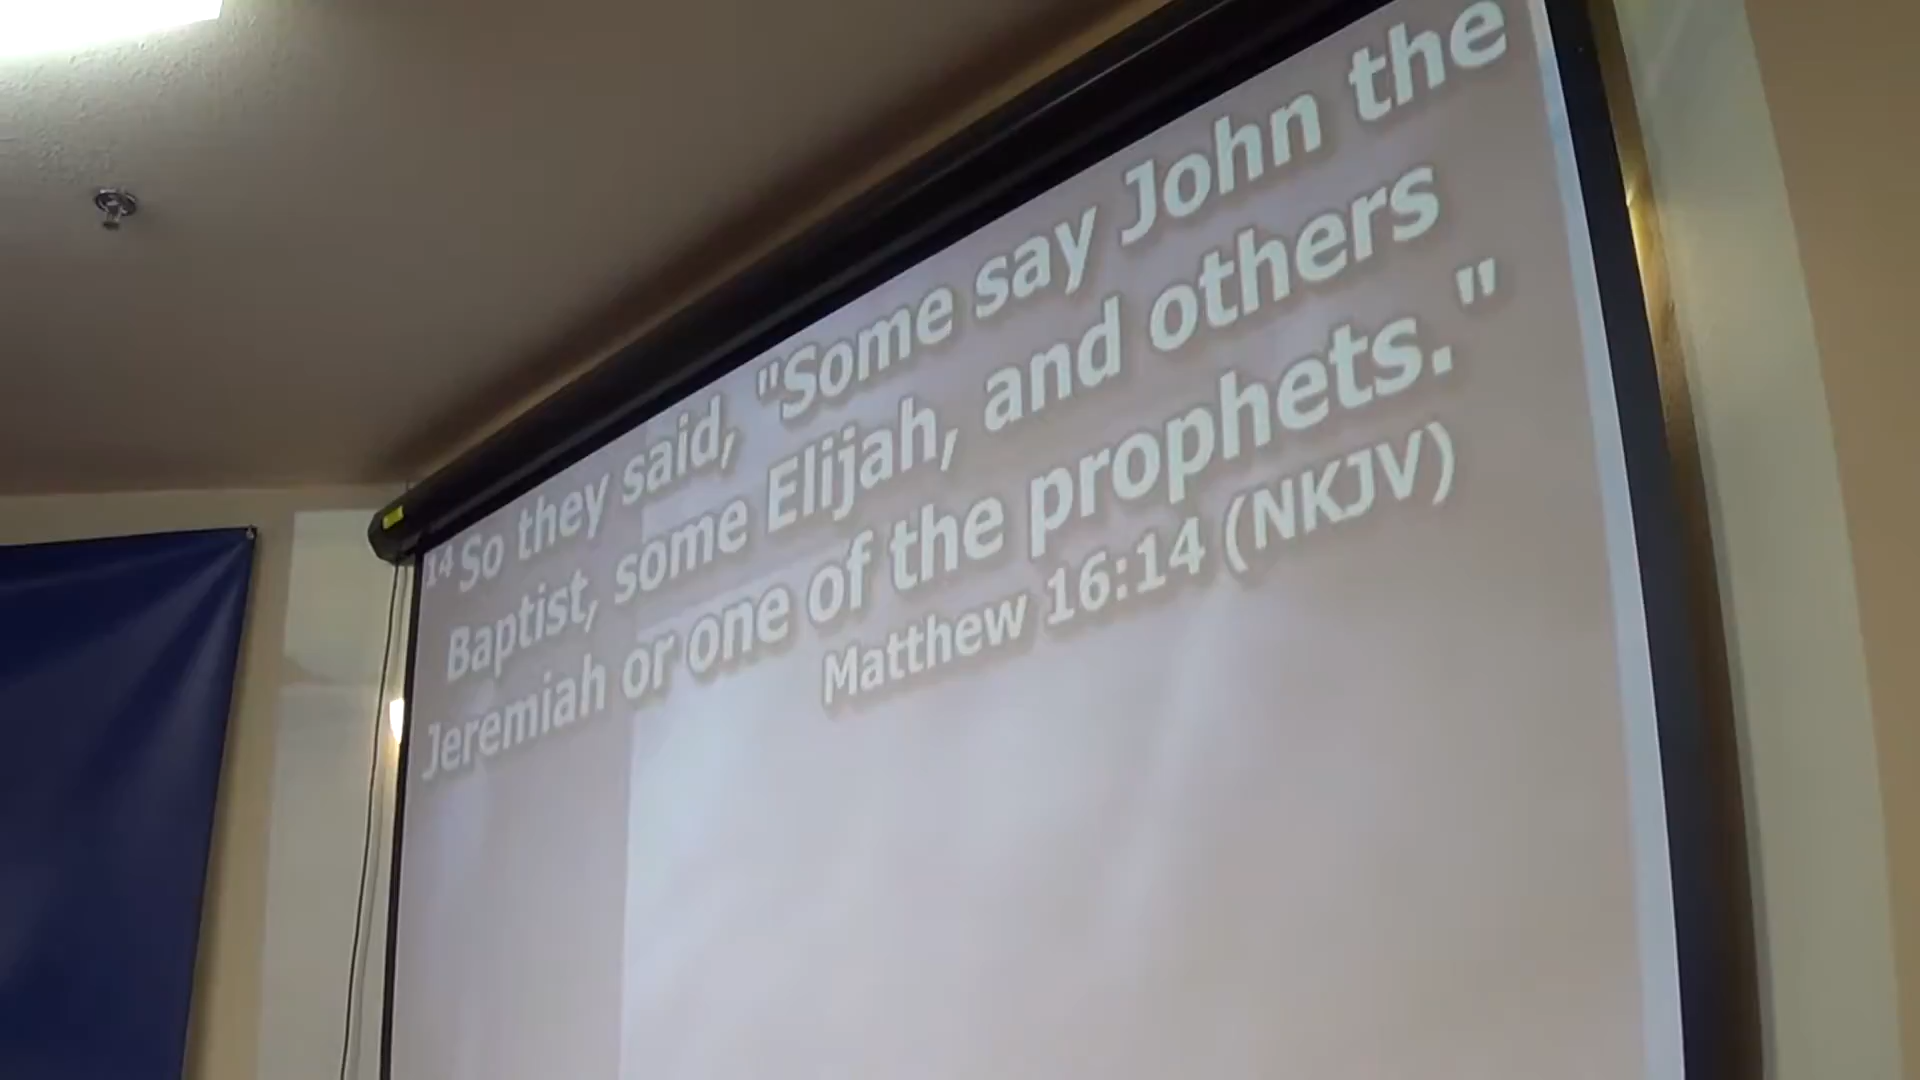 14 So they said, "Some say John the
Baptist, some Elijah, and others
Jeremiah or one of the prophets."
Matthew 16:14 (NKJV)